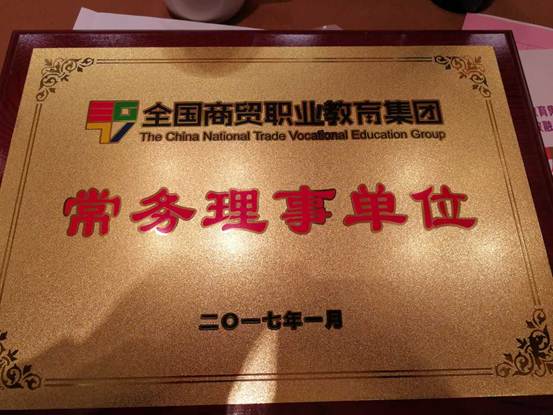 全国商贸职业教育集团
The China National Trade Vocational Education Group
常务理事单位
二〇一七年一月